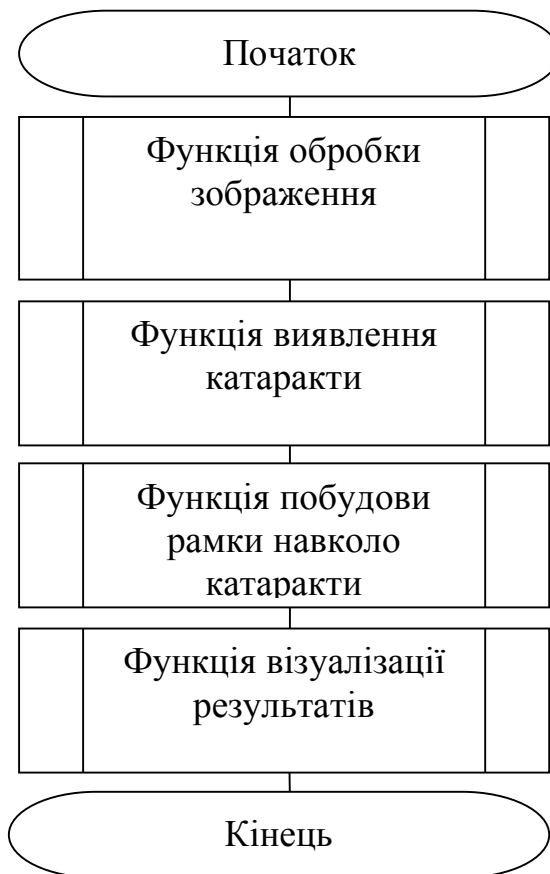 Початок
Функція обробки
зображення
Функція виявлення
катаракти
Функція побудови
рамки навколо
катаракти
Функція візуалізації
результатів
Кінець